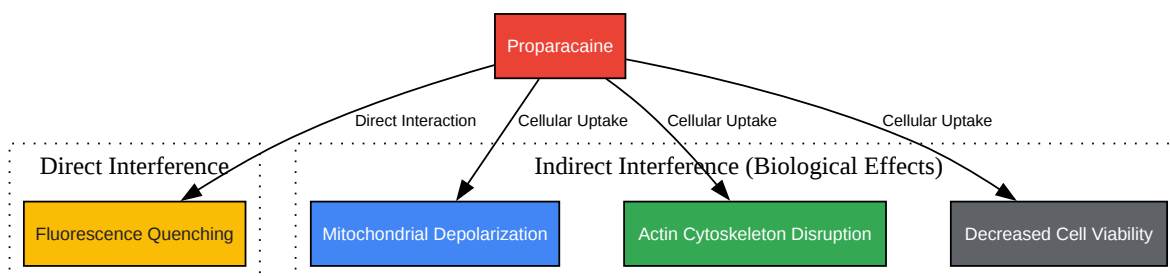 Proparacaine
Direct Interaction
Cellular Uptake
Cellular Uptake
Cellular Uptake
Direct Interference
Indirect Interference (Biological Effects)
Fluorescence Quenching
Mitochondrial Depolarization
Actin Cytoskeleton Disruption
Decreased Cell Viability